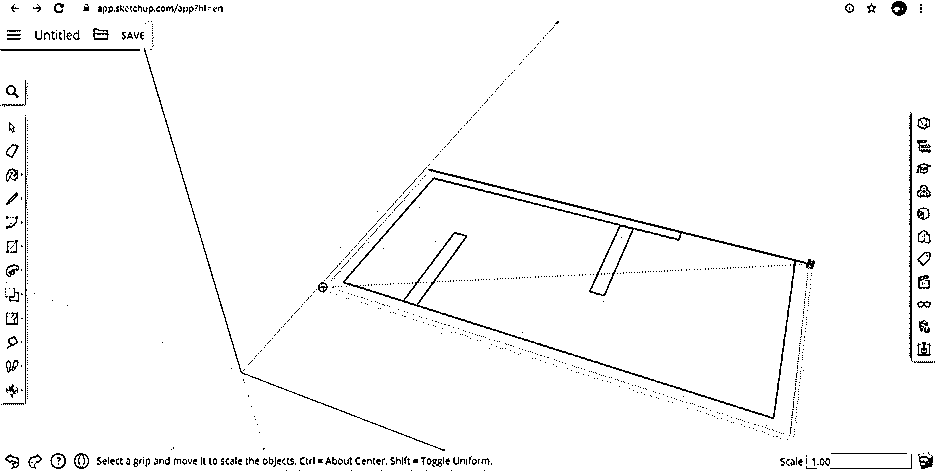 app.sketchup.com/app?hl=en
Untitled SAVE
Select a grip and move it to scale the objects. Ctrl = About Center. Shift = Toggle Uniform.
Scale 1.00